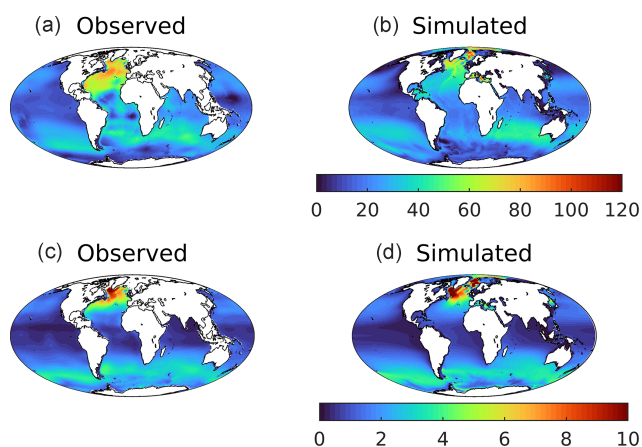 (a) Observed
(b) Simulated
0 20 40 60 80 100 120
(c) Observed
(d) Simulated
0 2 4 6 8 10